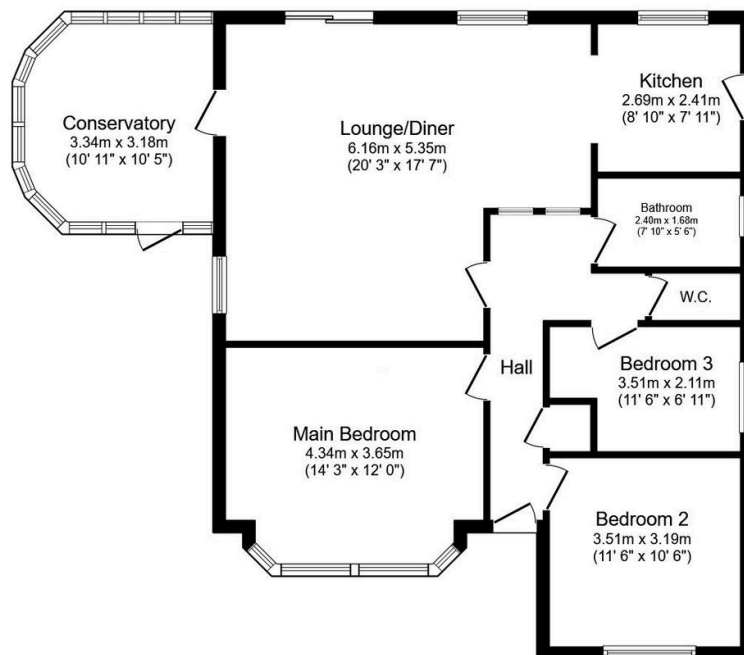 Conservatory
3.34m x 3.18m
(10' 11" x 10' 5")
Lounge/Diner
6.16m x 5.35m
(20' 3" x 17' 7")
Kitchen
2.69m x 2.41m
(8' 10" x 7' 11")
Bathroom
2.40m x 1.68m
(7' 10" x 5' 6")
W.C.
Hall
Bedroom 3
3.51m x 2.11m
(11' 6" x 6' 11")
Main Bedroom
4.34m x 3.65m
(14' 3" x 12' 0")
Bedroom 2
3.51m x 3.19m
(11' 6" x 10' 6")